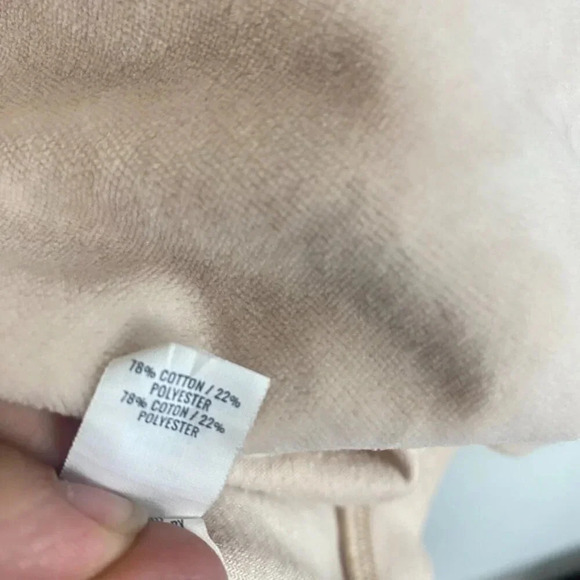 78% COTTON / 22%
POLYESTER
78% COTON / 22%
POLYESTER